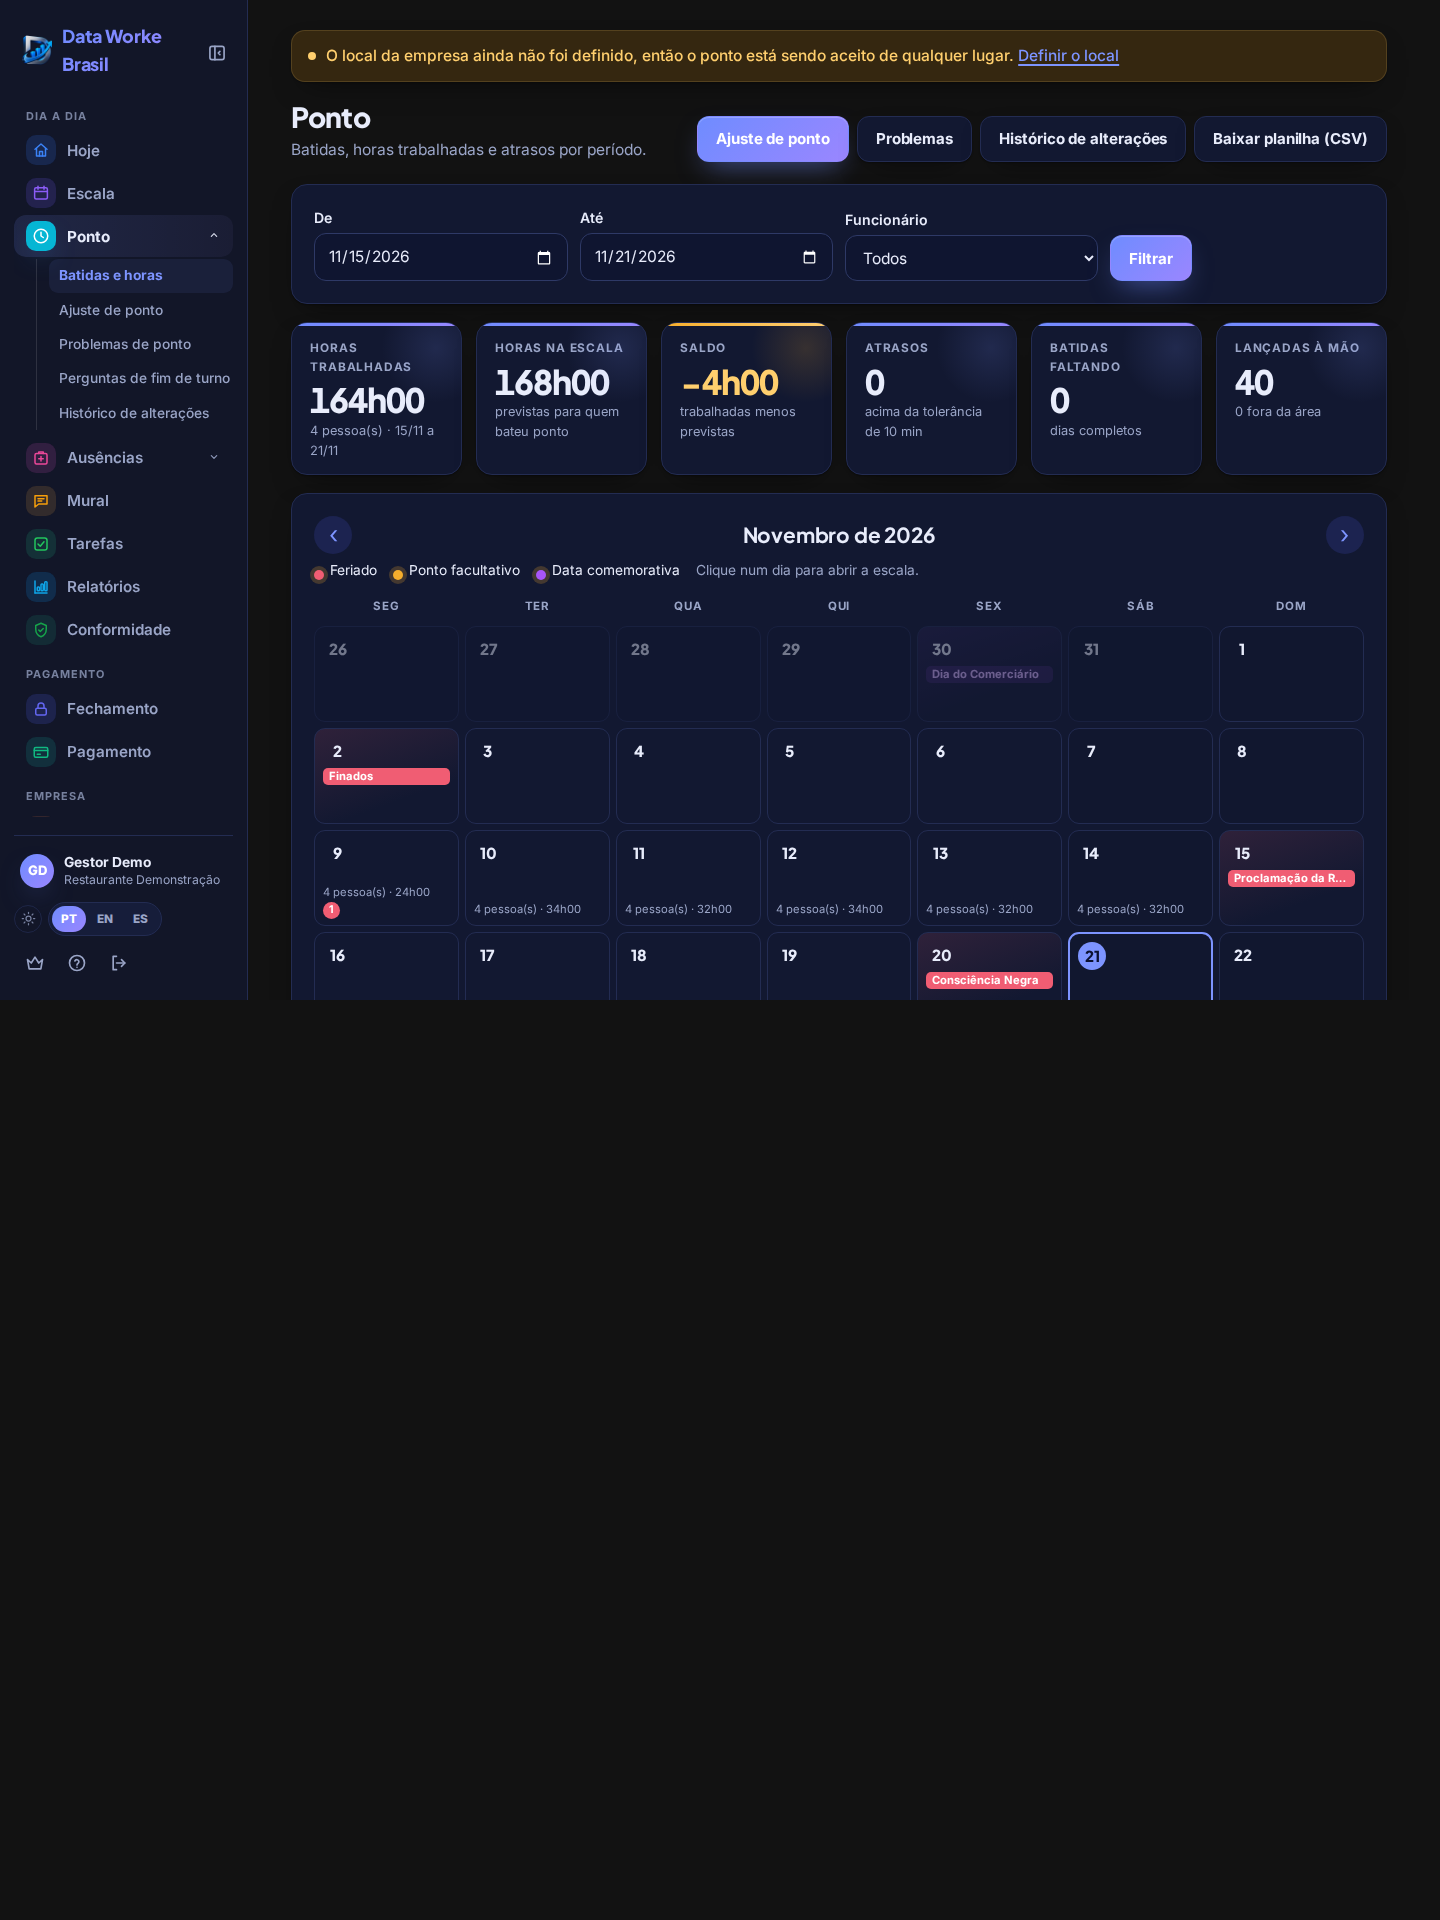 Data Worke
Brasil
DIA A DIA
Hoje
Escala
Ponto
Batidas e horas
Ajuste de ponto
Problemas de ponto
Perguntas de fim de turno
Histórico de alterações
Ausências
Mural
Tarefas
Relatórios
Conformidade
PAGAMENTO
Fechamento
Pagamento
EMPRESA
GD
Gestor Demo
Restaurante Demonstração
PT EN ES
O local da empresa ainda não foi definido, então o ponto está sendo aceito de qualquer lugar. Definir o local
Ponto
Batidas, horas trabalhadas e atrasos por período.
Ajuste de ponto
Problemas
Histórico de alterações
Baixar planilha (CSV)
De
11/15/2026
Até
11/21/2026
Funcionário
Todos
Filtrar
HORAS
TRABALHADAS
164h00
4 pessoa(s) · 15/11 a
21/11
HORAS NA ESCALA
168h00
previstas para quem
bateu ponto
SALDO
-4h00
trabalhadas menos
previstas
ATRASOS
0
acima da tolerância
de 10 min
BATIDAS
FALTANDO
0
dias completos
LANÇADAS À MÃO
40
0 fora da área
Novembro de 2026
Feriado Ponto facultativo Data comemorativa Clique num dia para abrir a escala.
SEG TER QUA QUI SEX SÁB DOM
26 27 28 29 30 31 1
Dia do Comerciário
2 3 4 5 6 7 8
Finados
9 10 11 12 13 14 15
Proclamação da R...
4 pessoa(s) · 24h00
1
4 pessoa(s) · 34h00
4 pessoa(s) · 32h00
4 pessoa(s) · 34h00
4 pessoa(s) · 32h00
4 pessoa(s) · 32h00
16 17 18 19 20 21 22
Consciência Negra